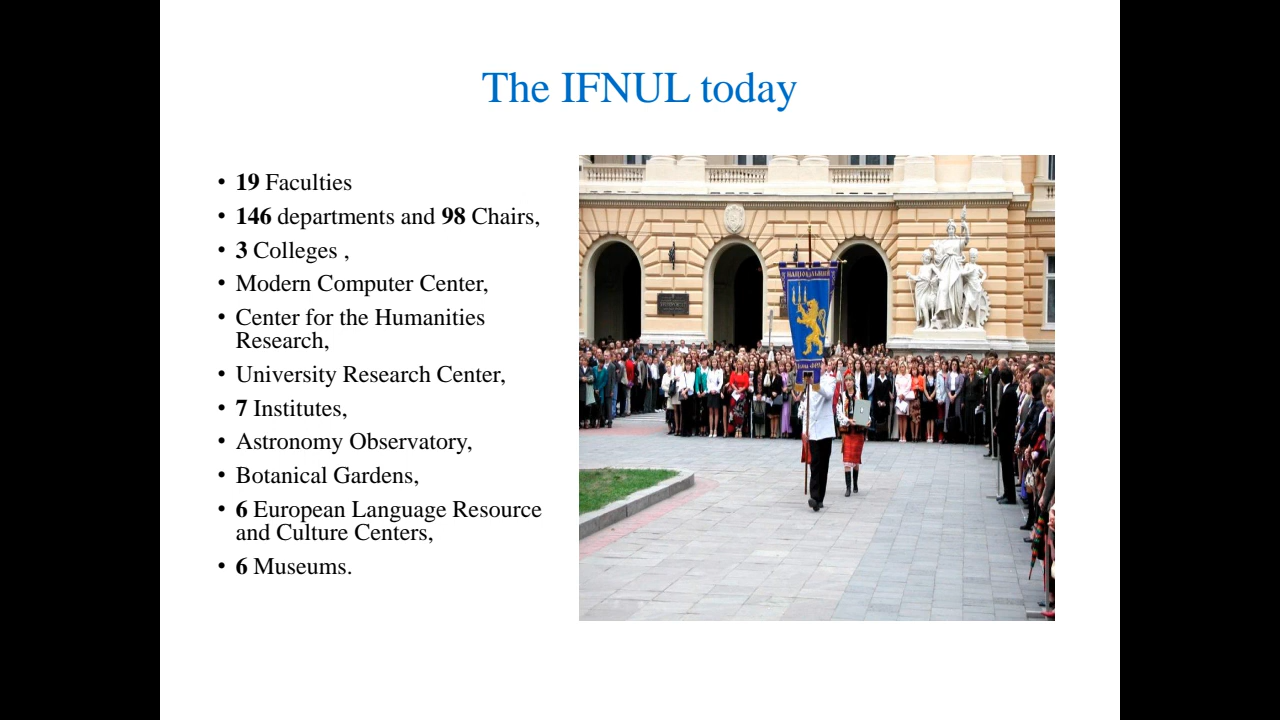 The IFNUL today
• 19 Faculties
• 146 departments and 98 Chairs,
• 3 Colleges ,
• Modern Computer Center,
• Center for the Humanities
Research,
• University Research Center,
• 7 Institutes,
• Astronomy Observatory,
• Botanical Gardens,
• 6 European Language Resource
and Culture Centers,
• 6 Museums.